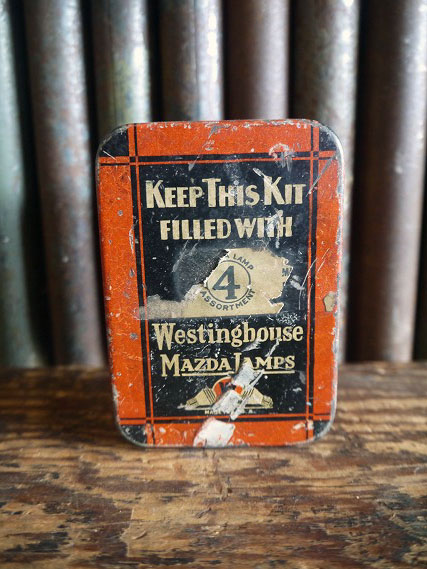 KEEP THIS KIT
FILLED WITH
LAMP
4
ASSORTMENT
Westinghouse
MAZDA LAMPS